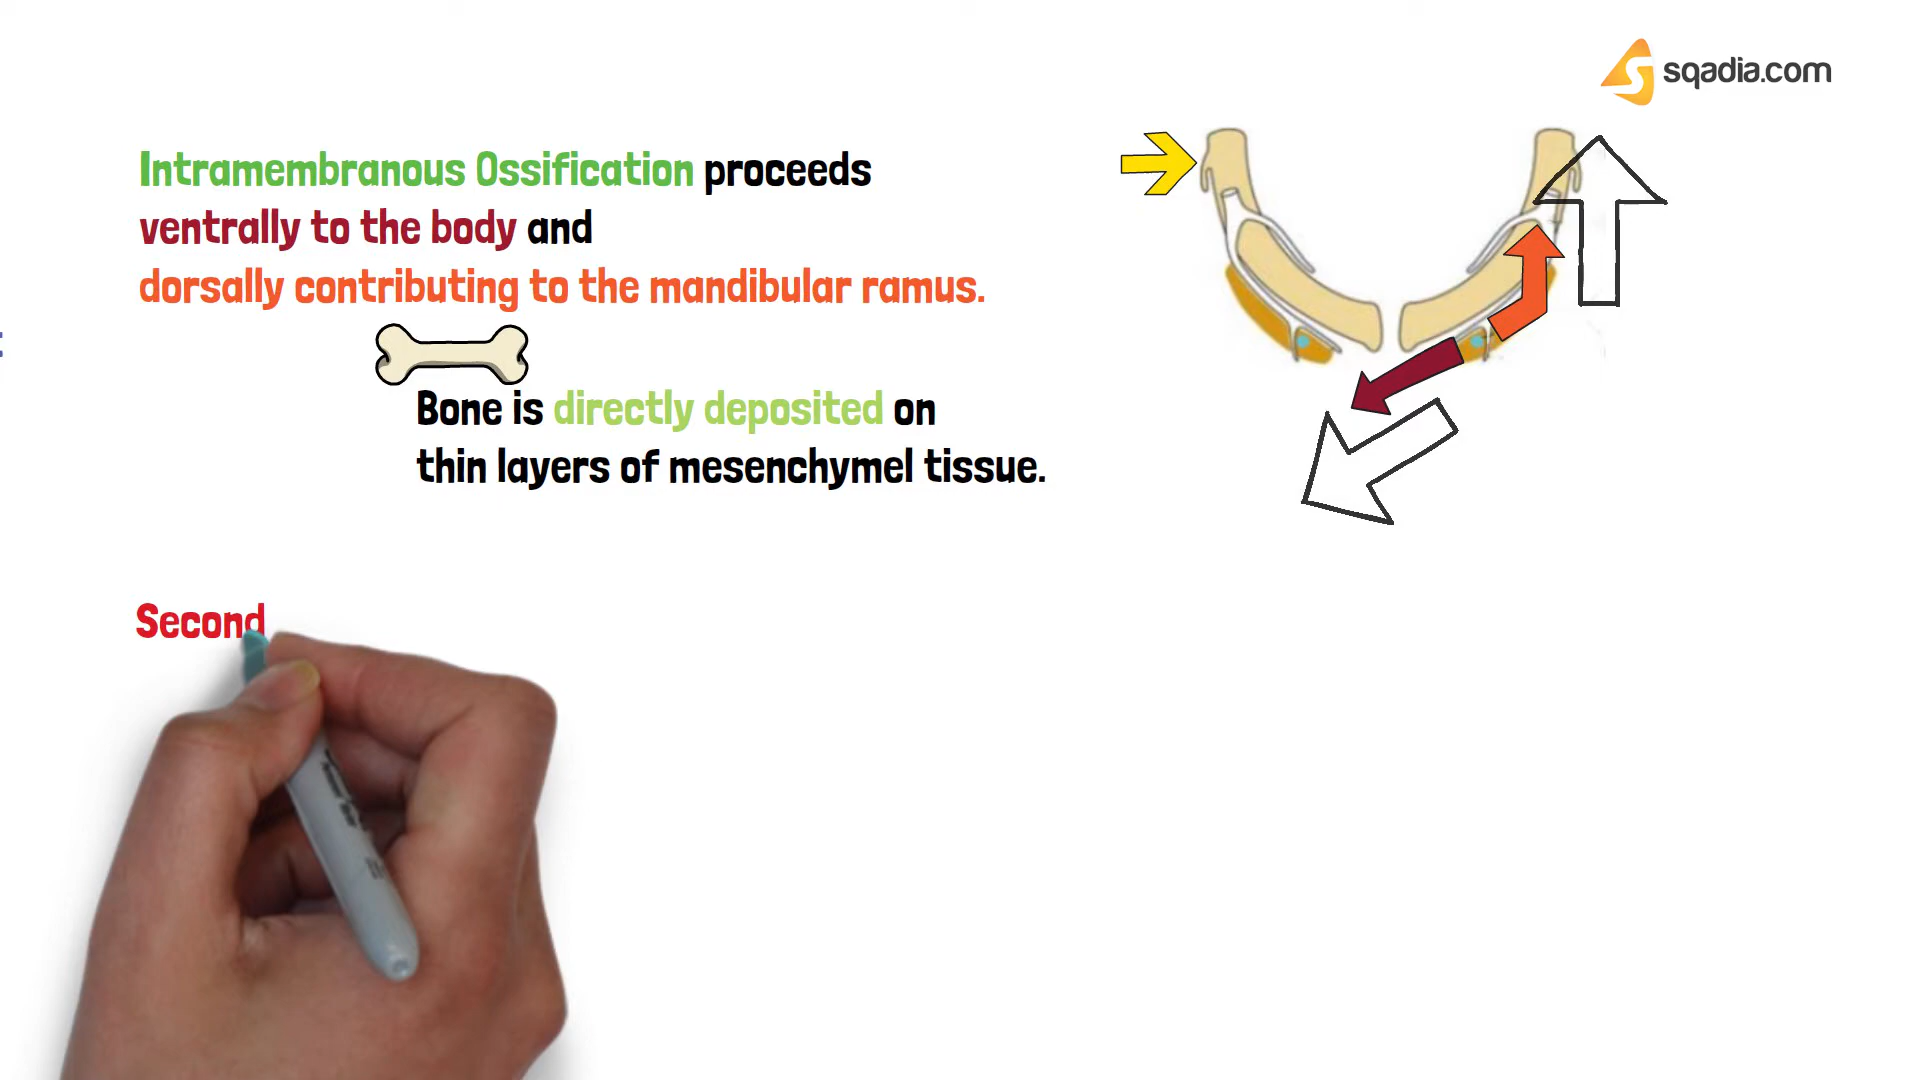 sqadia.com
Intramembranous Ossification proceeds
ventrally to the body and
dorsally contributing to the mandibular ramus.
Bone is directly deposited on
thin layers of mesenchymel tissue.
Second